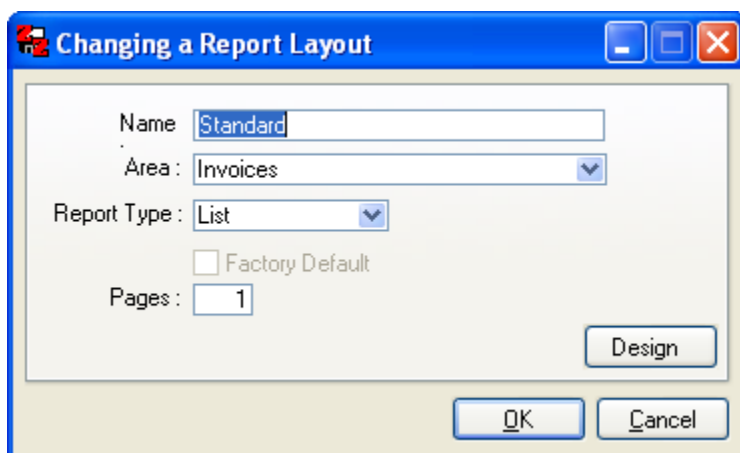 Changing a Report Layout
Name : Standard
Area : Invoices
Report Type : List
Factory Default
Pages : 1
Design
OK Cancel